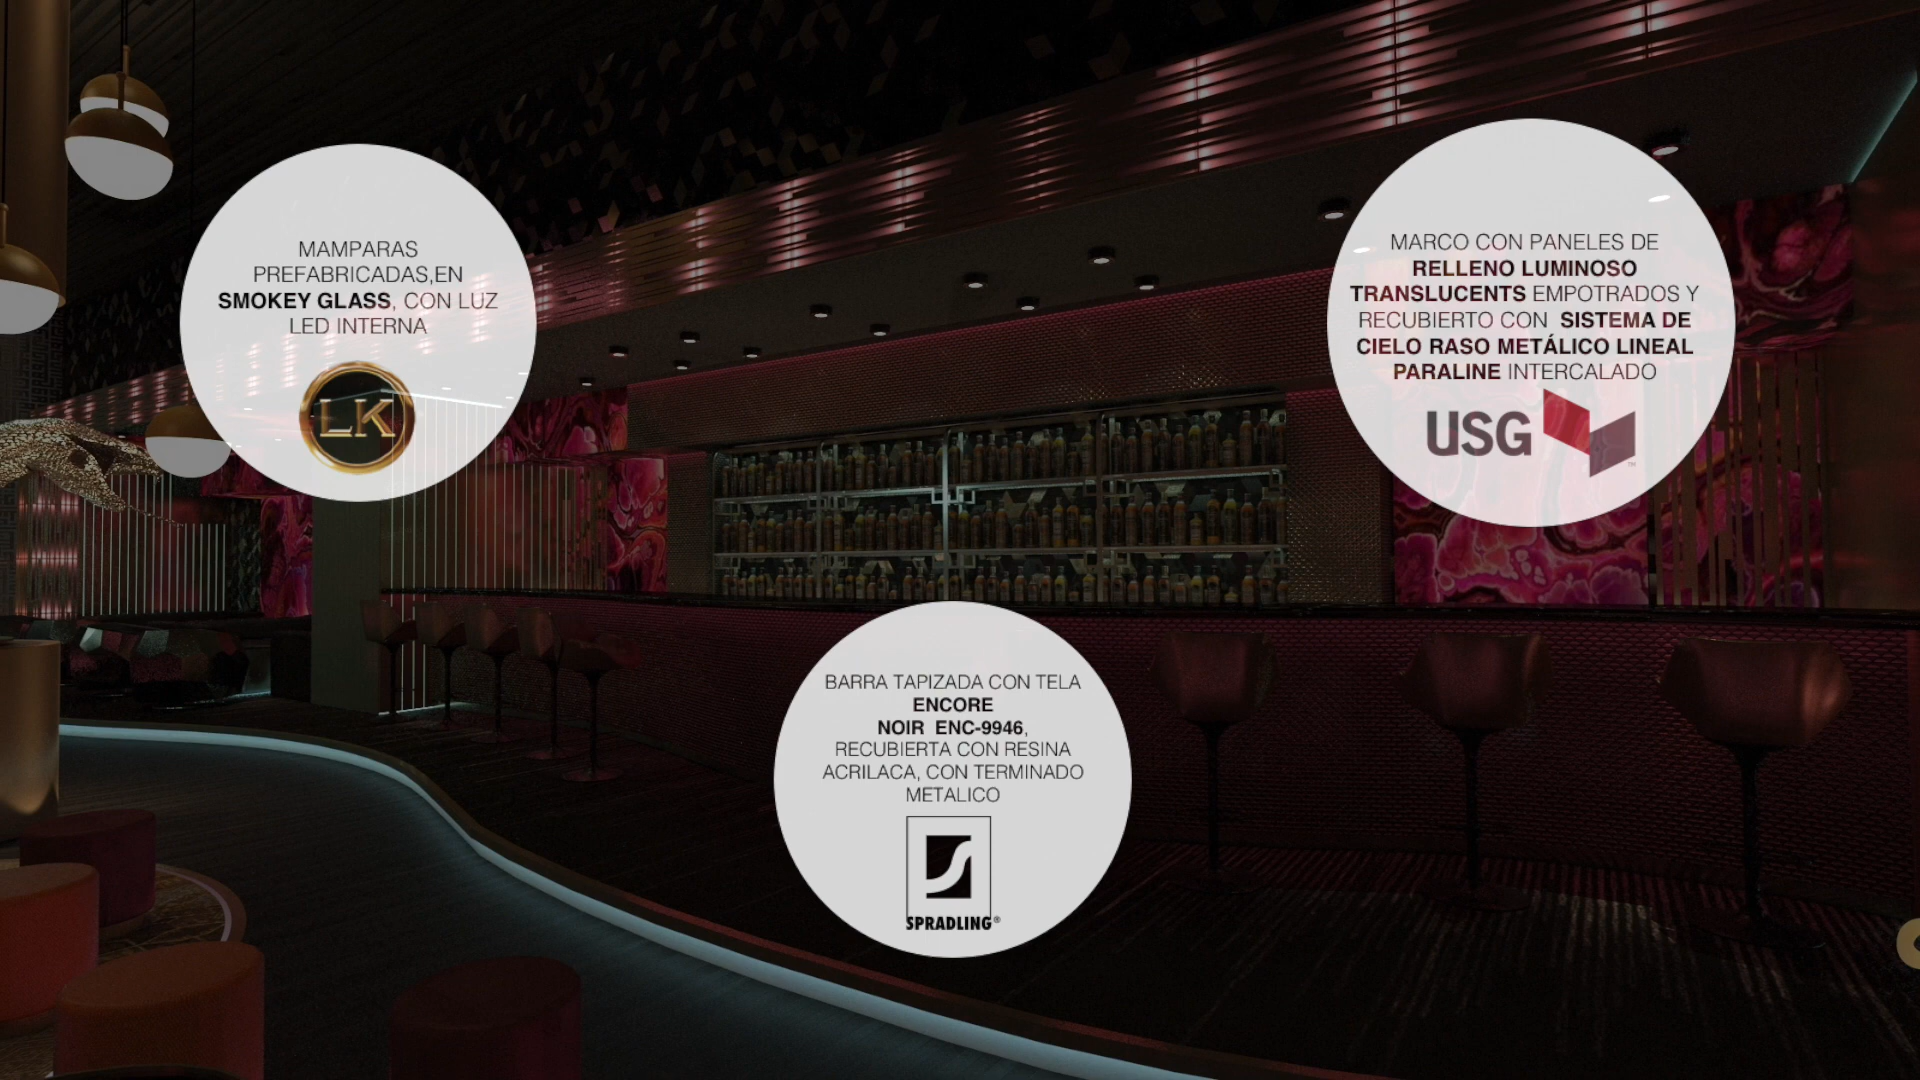 MAMPARAS
PREFABRICADAS,EN
SMOKEY GLASS, CON LUZ
LED INTERNA
LK
MARCO CON PANELES DE
RELLENO LUMINOSO
TRANSLUCENTS EMPOTRADOS Y
RECUBIERTO CON SISTEMA DE
CIELO RASO METÁLICO LINEAL
PARALINE INTERCALADO
USG
TM
BARRA TAPIZADA CON TELA
ENCORE
NOIR ENC-9946,
RECUBIERTA CON RESINA
ACRILACA, CON TERMINADO
METALICO
SPRADLING®